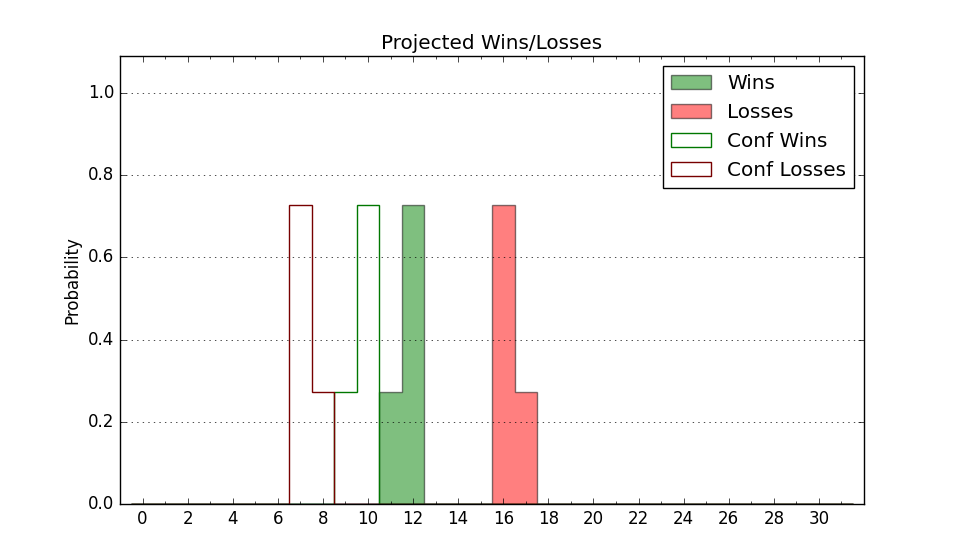 Projected Wins/Losses
Wins
Losses
Conf Wins
Conf Losses
Probability
1.0
0.8
0.6
0.4
0.2
0.0
0 2 4 6 8 10 12 14 16 18 20 22 24 26 28 30